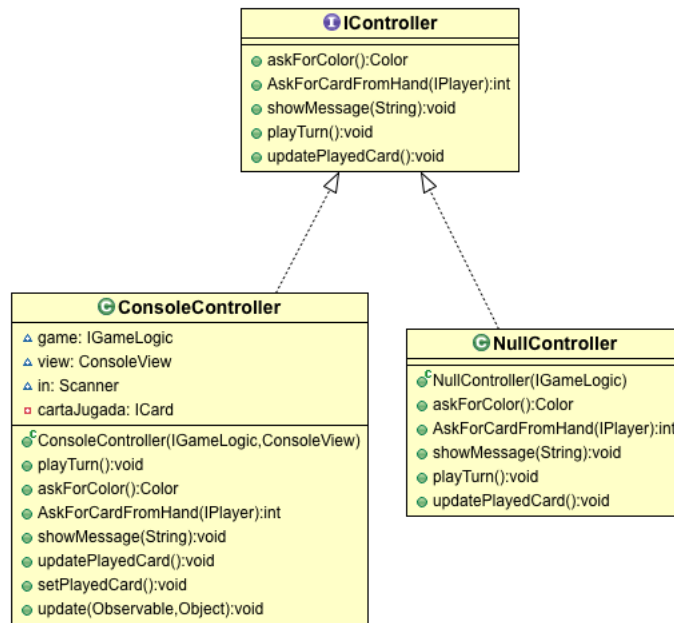 IController
askForColor():Color
AskForCardFromHand(IPlayer):int
showMessage(String):void
playTurn():void
updatePlayedCard():void
ConsoleController
game: IGameLogic
view: ConsoleView
in: Scanner
cartaJugada: ICard
ConsoleController(IGameLogic,ConsoleView)
playTurn():void
askForColor():Color
AskForCardFromHand(IPlayer):int
showMessage(String):void
updatePlayedCard():void
setPlayedCard():void
update(Observable,Object):void
NullController
NullController(IGameLogic)
askForColor():Color
AskForCardFromHand(IPlayer):int
showMessage(String):void
playTurn():void
updatePlayedCard():void